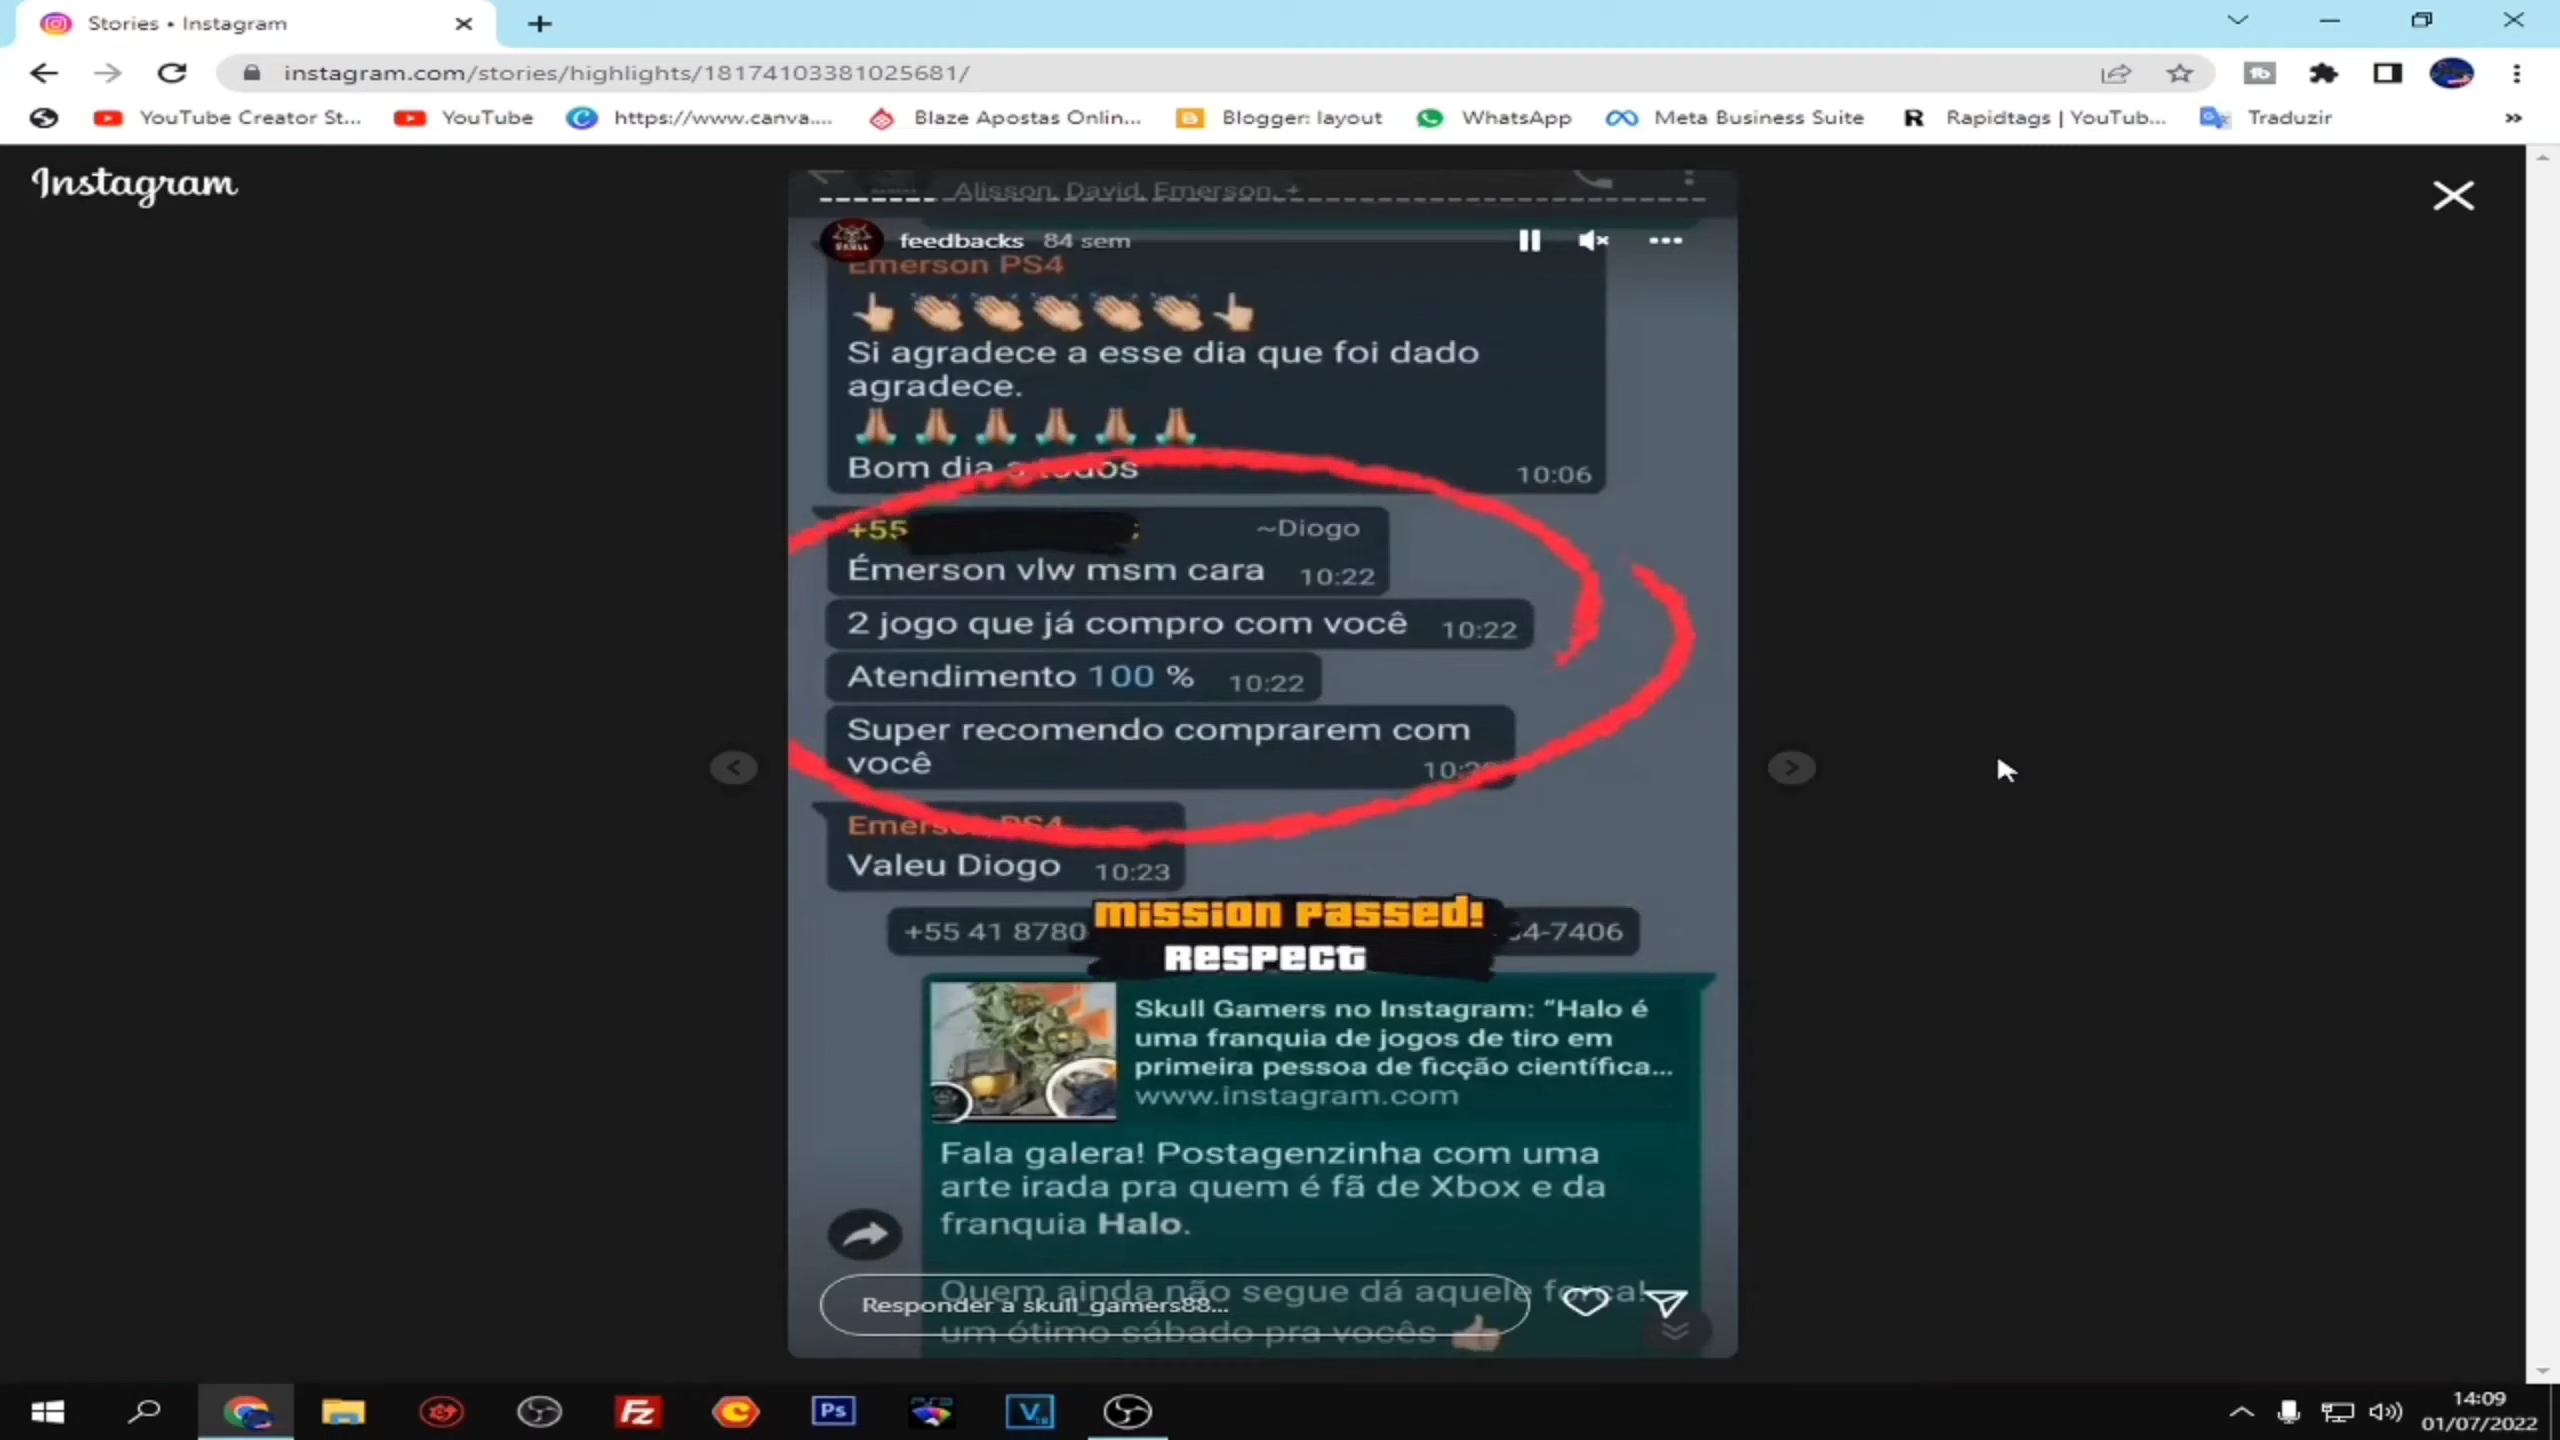 Stories • Instagram
instagram.com/stories/highlights/18174103381025681/
YouTube Creator St...
YouTube
https://www.canva....
Blaze Apostas Onlin...
Blogger: layout
WhatsApp
Meta Business Suite
Rapidtags | YouTub...
Traduzir
Instagram
Alisson, David, Emerson, +
SKULL
feedbacks 84 sem
Emerson PS4
Si agradece a esse dia que foi dado
agradece.
Bom dia a todos
10:06
+55
~Diogo
Émerson vlw msm cara 10:22
2 jogo que já compro com você 10:22
Atendimento 100 % 10:22
Super recomendo comprarem com
você
Emerson PS4
Valeu Diogo 10:23
+55 41 8780
mission passed!
54-7406
RESPECT
Skull Gamers no Instagram: “Halo é
uma franquia de jogos de tiro em
primeira pessoa de ficção científica...
www.instagram.com
Fala galera! Postagenzinha com uma
arte irada pra quem é fã de Xbox e da
franquia Halo.
Quem ainda não segue dá aquele força!
Responder a skull_gamers88...
um ótimo sábado pra vocês
Fz
Ps
V
14:09
01/07/2022